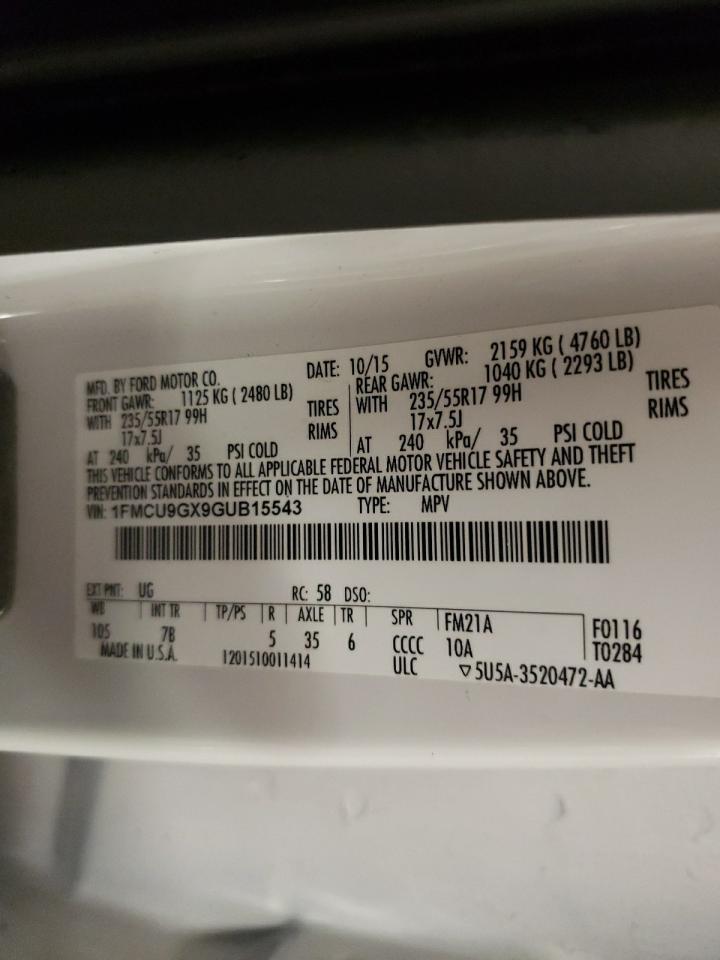 MFD. BY FORD MOTOR CO.
DATE: 10/15 GVWR: 2159 KG ( 4760 LB)
FRONT GAWR: 1125 KG ( 2480 LB)
WITH 235/55R17 99H TIRES
17x7.5J RIMS
AT 240 kPa/ 35 PSI COLD
REAR GAWR: 1040 KG ( 2293 LB)
WITH 235/55R17 99H TIRES
17x7.5J RIMS
AT 240 kPa/ 35 PSI COLD
THIS VEHICLE CONFORMS TO ALL APPLICABLE FEDERAL MOTOR VEHICLE SAFETY AND THEFT
PREVENTION STANDARDS IN EFFECT ON THE DATE OF MANUFACTURE SHOWN ABOVE.
VIN: 1FMCU9GX9GUB15543 TYPE: MPV
EXT PNT: UG RC: 58 DSO:
WB INT TR TP/PS R AXLE TR SPR FM21A F0116
105 7B 5 35 6 CCCC 10A T0284
MADE IN U.S.A. 1201510011414 ULC ▽5U5A-3520472-AA